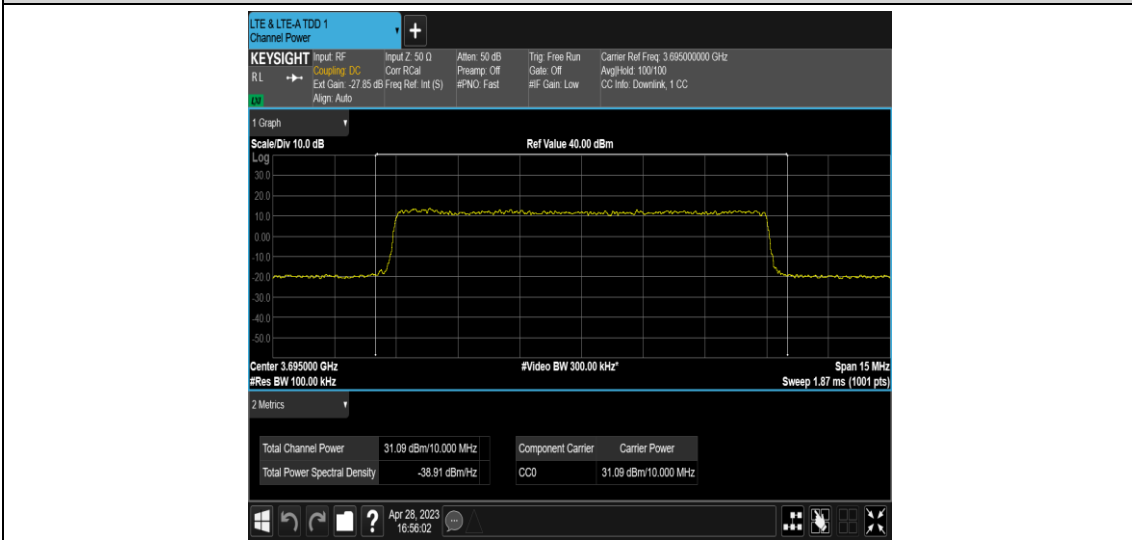 LTE & LTE-A TDD 1
Channel Power
+
KEYSIGHT Input: RF Input Z: 50 Ω Atten: 50 dB Trig: Free Run Carrier Ref Freq: 3.695000000 GHz
RL Coupling: DC Corr RCal Preamp: Off Gate: Off Avg|Hold: 100/100
Ext Gain: -27.85 dB Freq Ref: Int (S) #PNO: Fast #IF Gain: Low CC Info: Downlink, 1 CC
LXI Align: Auto
1 Graph
Scale/Div 10.0 dB Ref Value 40.00 dBm
Log
30.0
20.0
10.0
0.00
-10.0
-20.0
-30.0
-40.0
-50.0
Center 3.695000 GHz #Video BW 300.00 kHz* Span 15 MHz
#Res BW 100.00 kHz Sweep 1.87 ms (1001 pts)
2 Metrics
Total Channel Power 31.09 dBm/10.000 MHz Component Carrier Carrier Power
Total Power Spectral Density -38.91 dBm/Hz CC0 31.09 dBm/10.000 MHz
? Apr 28, 2023
16:56:02